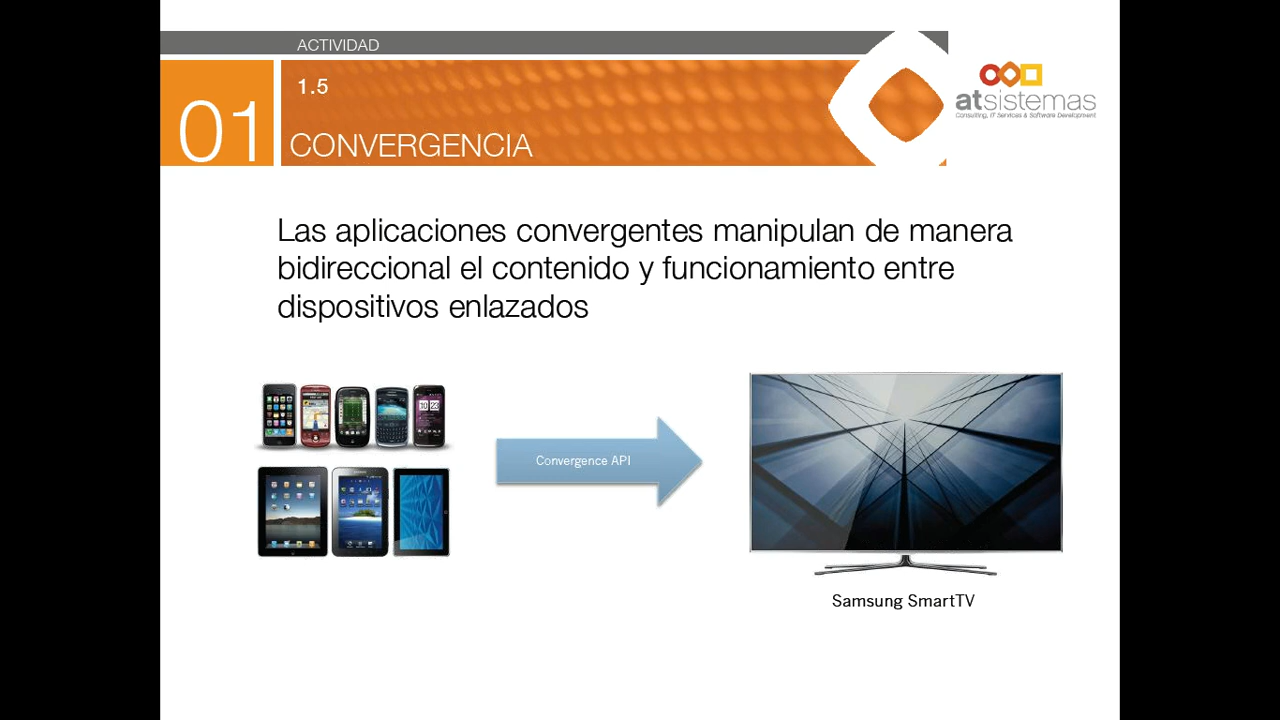 ACTIVIDAD
01
1.5
CONVERGENCIA
atsistemas
Consulting, IT Services & Software Development
Las aplicaciones convergentes manipulan de manera
bidireccional el contenido y funcionamiento entre
dispositivos enlazados
Convergence API
Samsung SmartTV